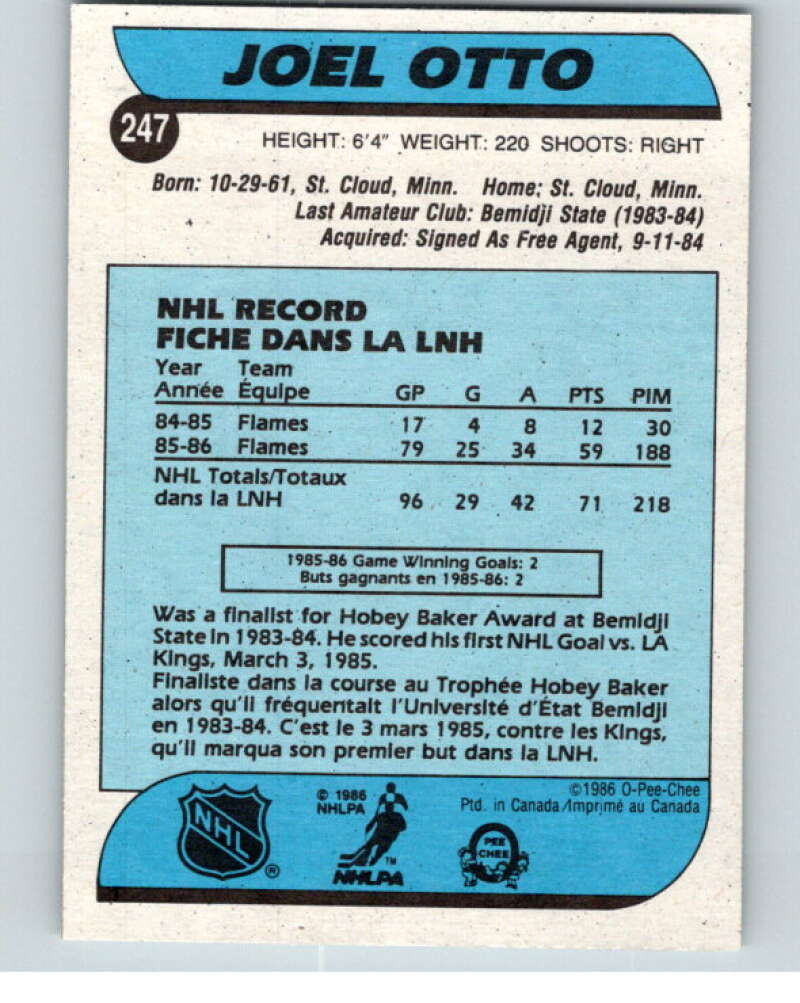 JOEL OTTO
247
HEIGHT: 6'4" WEIGHT: 220 SHOOTS: RIGHT
Born: 10-29-61, St. Cloud, Minn. Home: St. Cloud, Minn.
Last Amateur Club: Bemidji State (1983-84)
Acquired: Signed As Free Agent, 9-11-84
NHL RECORD
FICHE DANS LA LNH
Year Team
Année Équipe GP G A PTS PIM
84-85 Flames 17 4 8 12 30
85-86 Flames 79 25 34 59 188
NHL Totals/Totaux
dans la LNH 96 29 42 71 218
1985-86 Game Winning Goals: 2
Buts gagnants en 1985-86: 2
Was a finalist for Hobey Baker Award at Bemidji
State in 1983-84. He scored his first NHL Goal vs. LA
Kings, March 3, 1985.
Finaliste dans la course au Trophée Hobey Baker
alors qu'il fréquentait l'Université d'État Bemidji
en 1983-84. C'est le 3 mars 1985, contre les Kings,
qu'il marqua son premier but dans la LNH.
NHL
®
© 1986
NHLPA
TM
NHLPA
©1986 O-Pee-Chee
Ptd. in Canada/Imprimé au Canada
PEE
CHEE